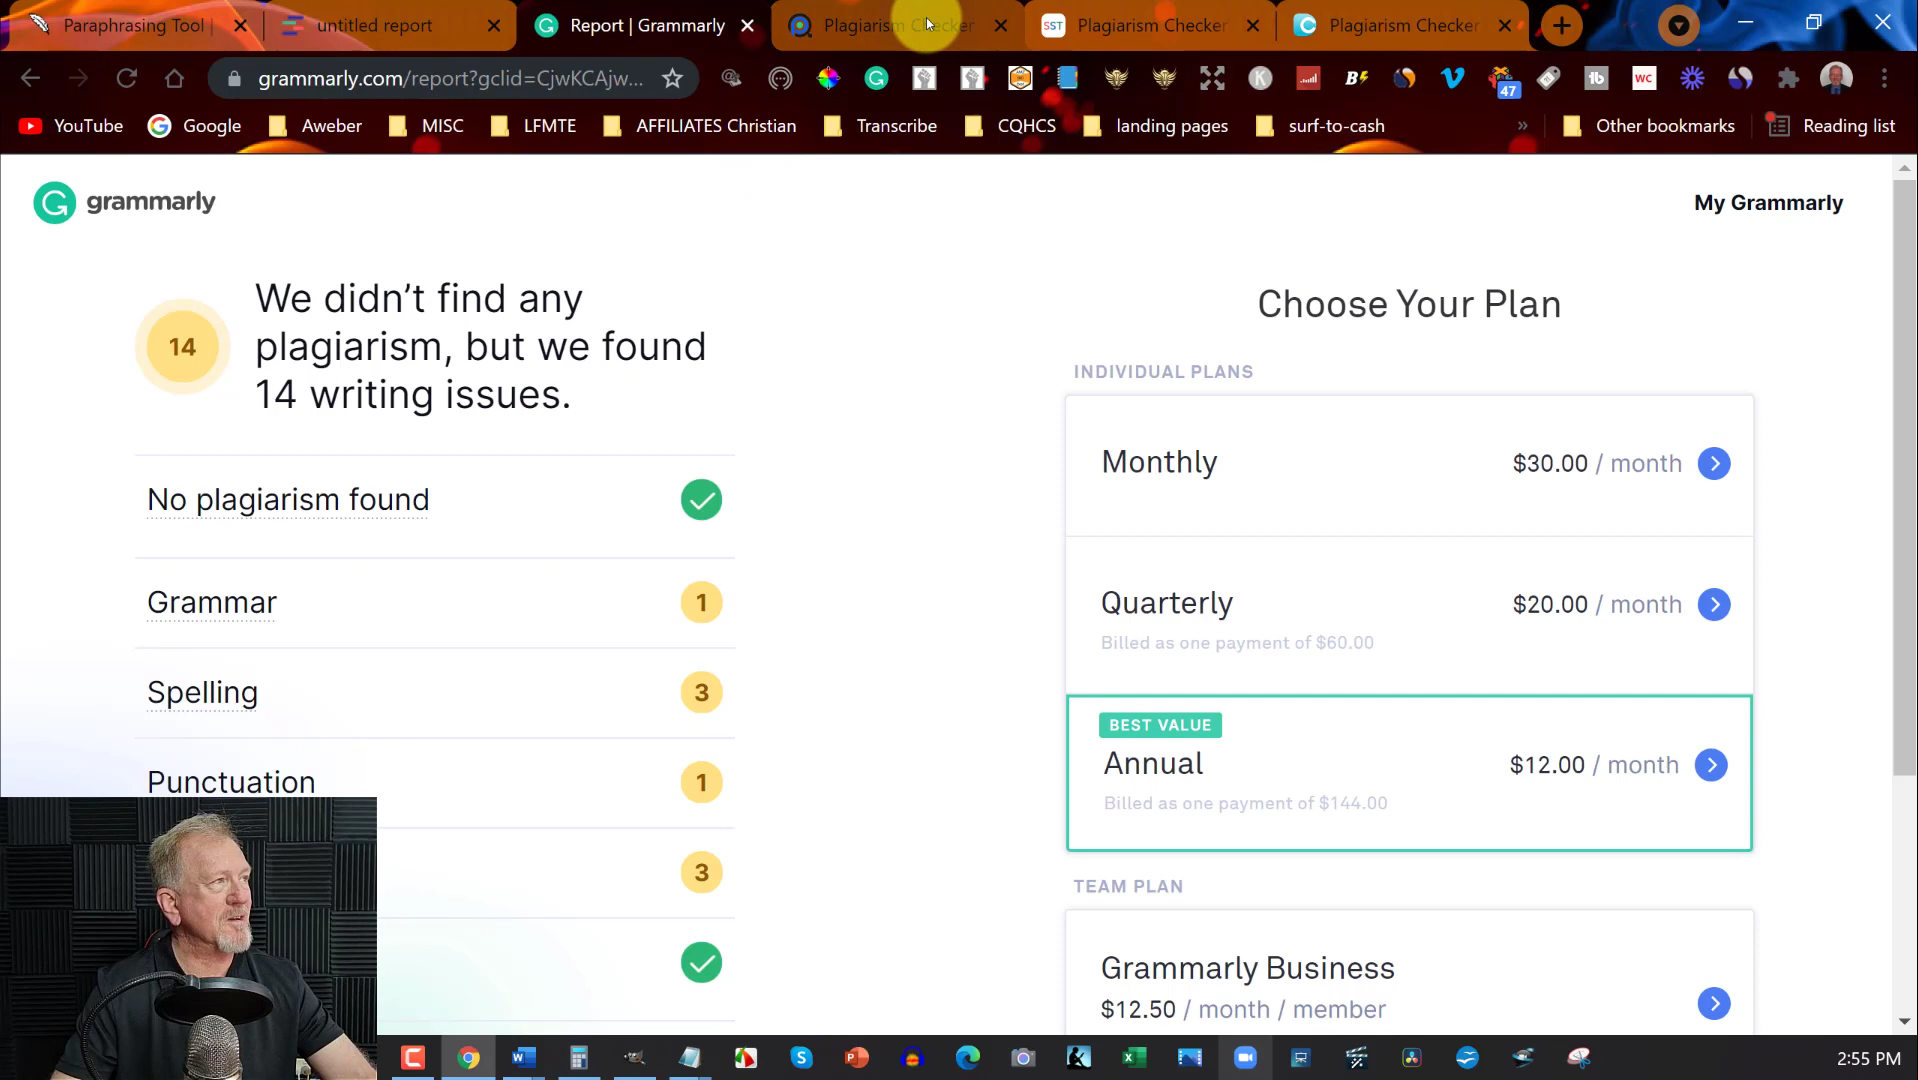 Paraphrasing Tool |
untitled report
Report | Grammarly
Plagiarism Checker
SST
Plagiarism Checker
Plagiarism Checker
grammarly.com/report?gclid=CjwKCAjw...
47
WC
YouTube
Google
Aweber
MISC
LFMTE
AFFILIATES Christian
Transcribe
CQHCS
landing pages
surf-to-cash
»
Other bookmarks
Reading list
grammarly
My Grammarly
14
We didn't find any
plagiarism, but we found
14 writing issues.
No plagiarism found
Grammar
1
Spelling
3
Punctuation
1
3
Choose Your Plan
INDIVIDUAL PLANS
Monthly
$30.00 / month
Quarterly
$20.00 / month
Billed as one payment of $60.00
BEST VALUE
Annual
$12.00 / month
Billed as one payment of $144.00
TEAM PLAN
Grammarly Business
$12.50 / month / member
2:55 PM